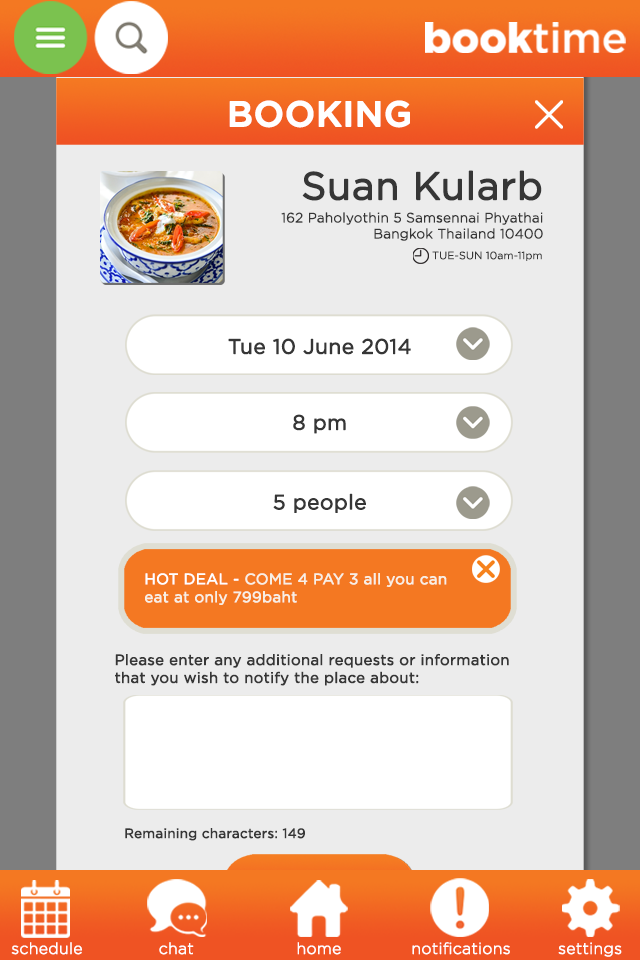 booktime
BOOKING
Suan Kularb
162 Paholyothin 5 Samsennai Phyathai
Bangkok Thailand 10400
TUE-SUN 10am-11pm
Tue 10 June 2014
8 pm
5 people
HOT DEAL - COME 4 PAY 3 all you can
eat at only 799baht
Please enter any additional requests or information
that you wish to notify the place about:
Remaining characters: 149
schedule
chat
home
notifications
settings